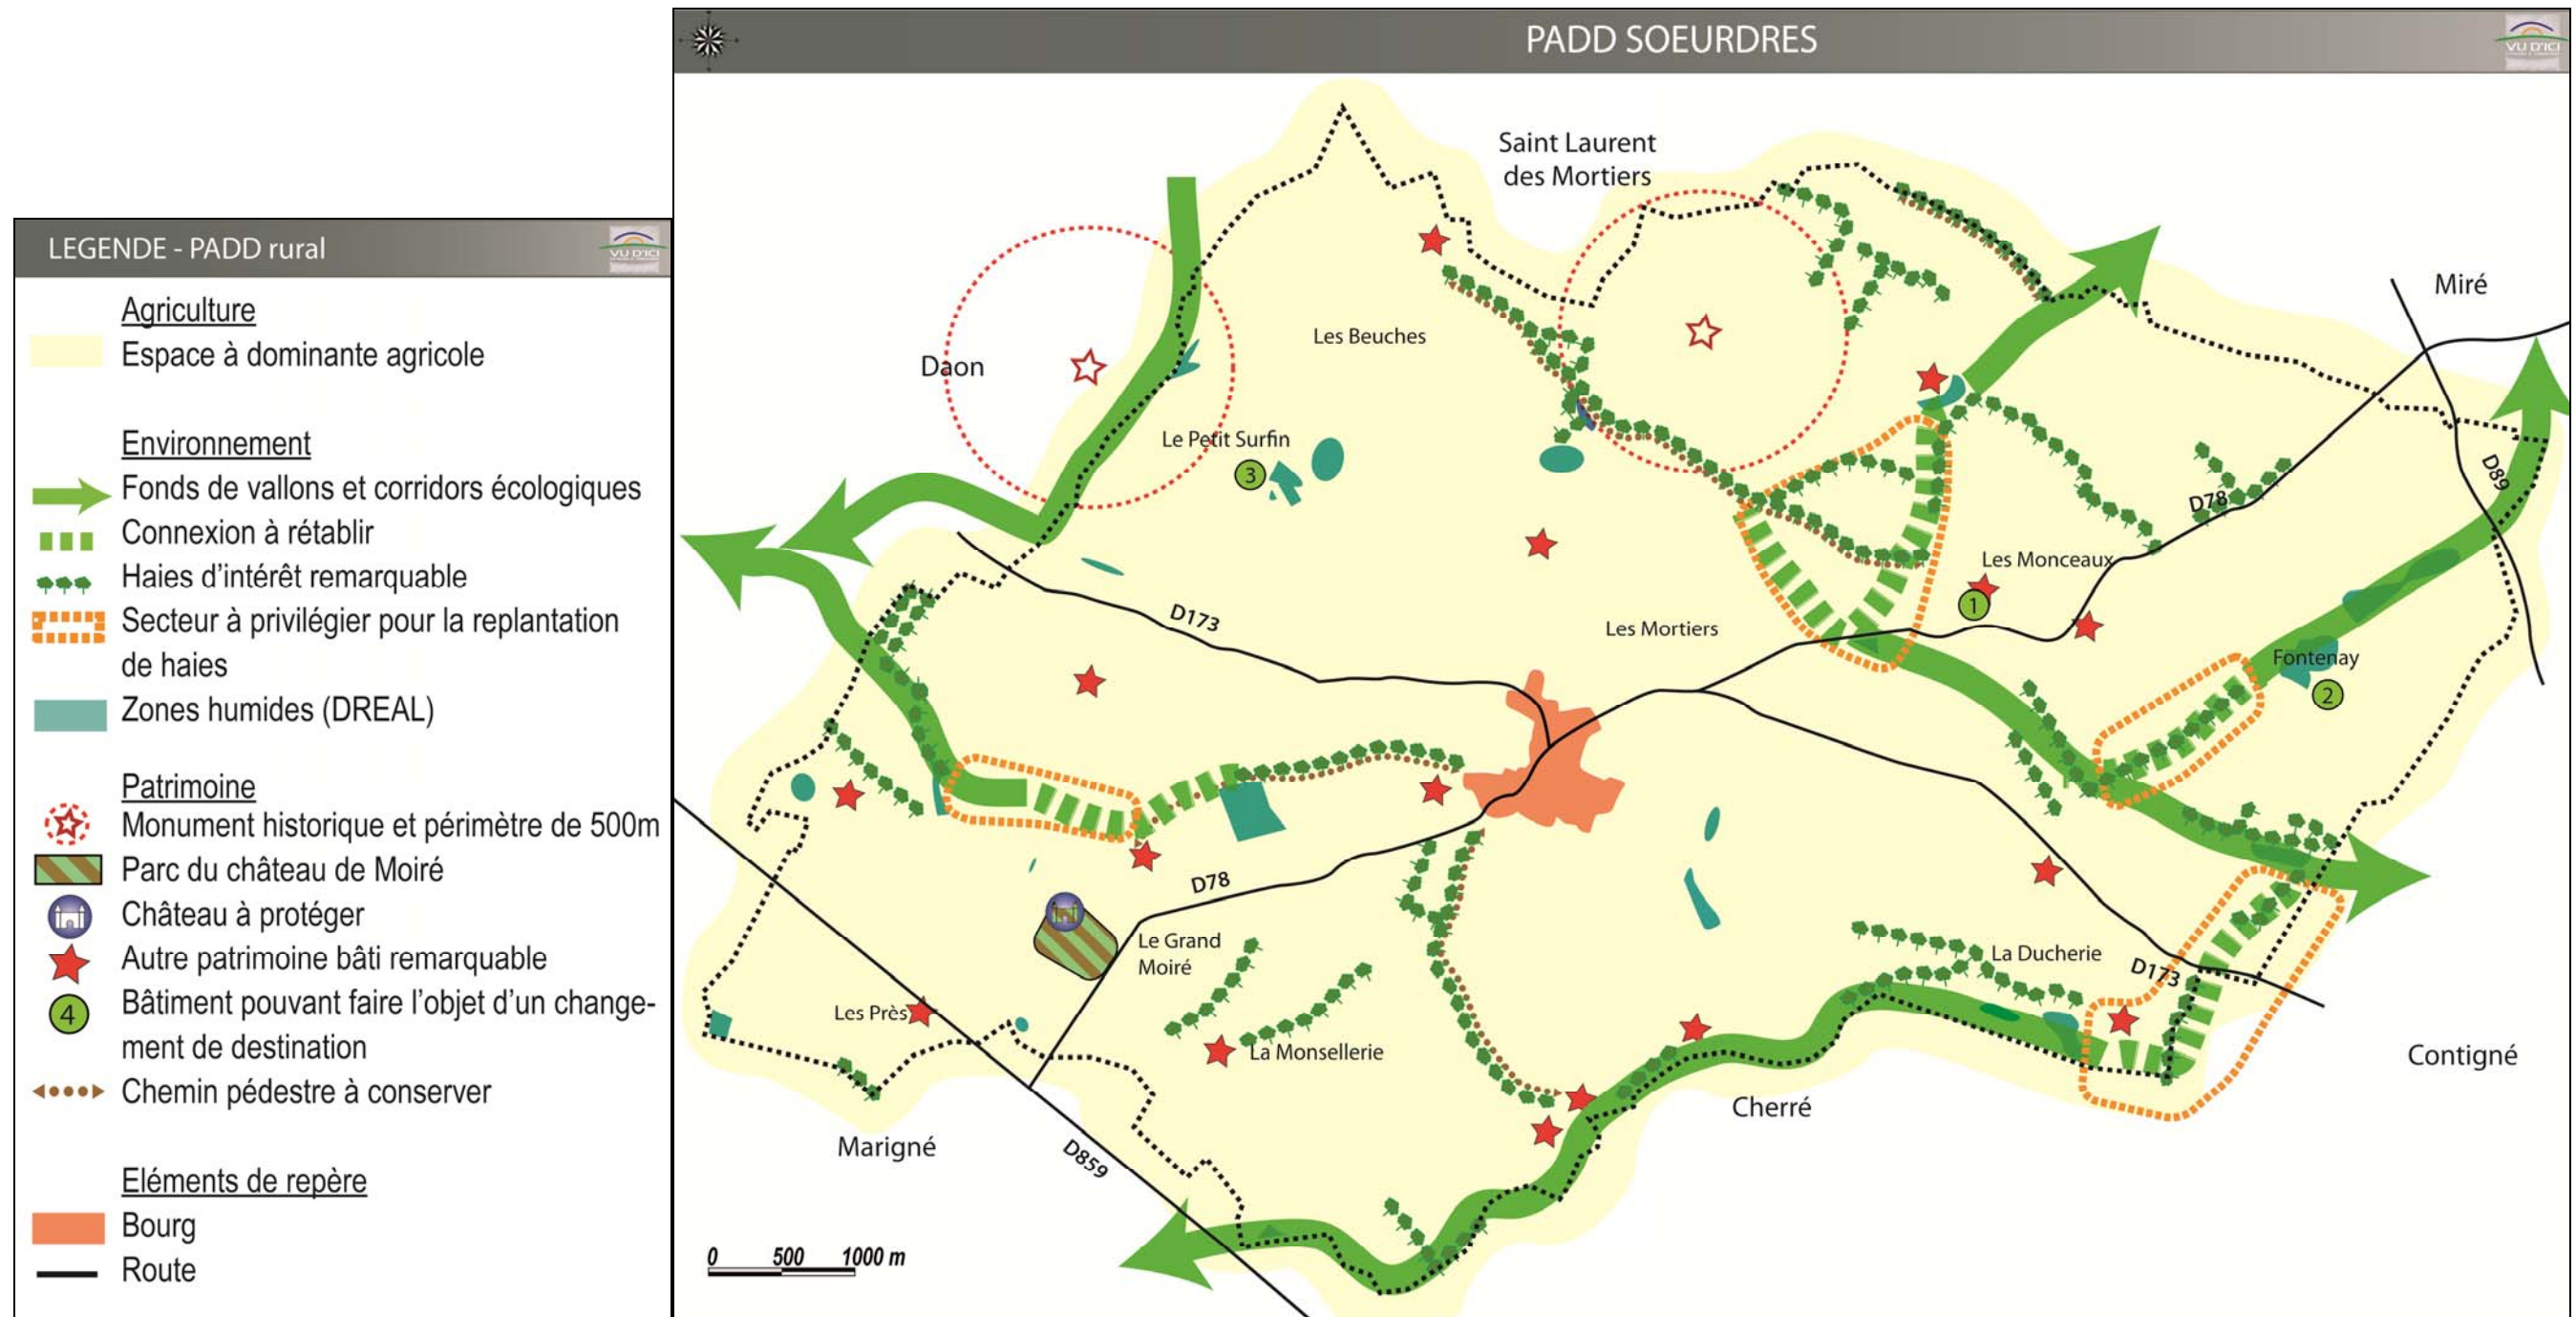 PADD SOEURDRES
VU D'ICI
LEGENDE - PADD rural
VU D'ICI
Agriculture
Espace à dominante agricole
Environnement
Fonds de vallons et corridors écologiques
Connexion à rétablir
Haies d'intérêt remarquable
Secteur à privilégier pour la replantation
de haies
Zones humides (DREAL)
Patrimoine
Monument historique et périmètre de 500m
Parc du château de Moiré
Château à protéger
Autre patrimoine bâti remarquable
4
Bâtiment pouvant faire l'objet d'un change-
ment de destination
Chemin pédestre à conserver
Eléments de repère
Bourg
Route
Saint Laurent
des Mortiers
Miré
Les Beuches
Daon
Le Petit Surfin
3
D89
D78
Les Monceaux
1
D173
Les Mortiers
Fontenay
2
D78
Le Grand
Moiré
La Ducherie
D173
Les Près
La Monsellerie
Contigné
Cherré
Marigné
D859
0 500 1000 m